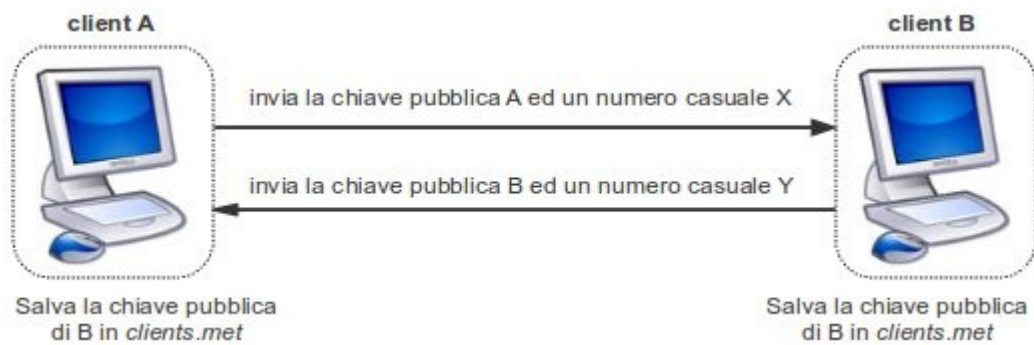 client A
client B
invia la chiave pubblica A ed un numero casuale X
invia la chiave pubblica B ed un numero casuale Y
Salva la chiave pubblica
di B in clients.met
Salva la chiave pubblica
di B in clients.met